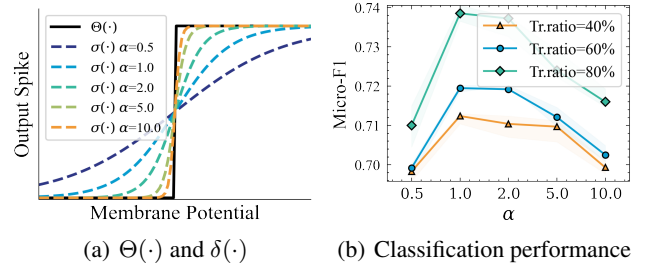 Output Spike
Θ(·)
σ(·) α=0.5
σ(·) α=1.0
σ(·) α=2.0
σ(·) α=5.0
σ(·) α=10.0
Membrane Potential
(a) Θ(·) and δ(·)
Micro-F1
0.74
0.73
0.72
0.71
0.70
Tr.ratio=40%
Tr.ratio=60%
Tr.ratio=80%
0.5 1.0 2.0 5.0 10.0
α
(b) Classification performance